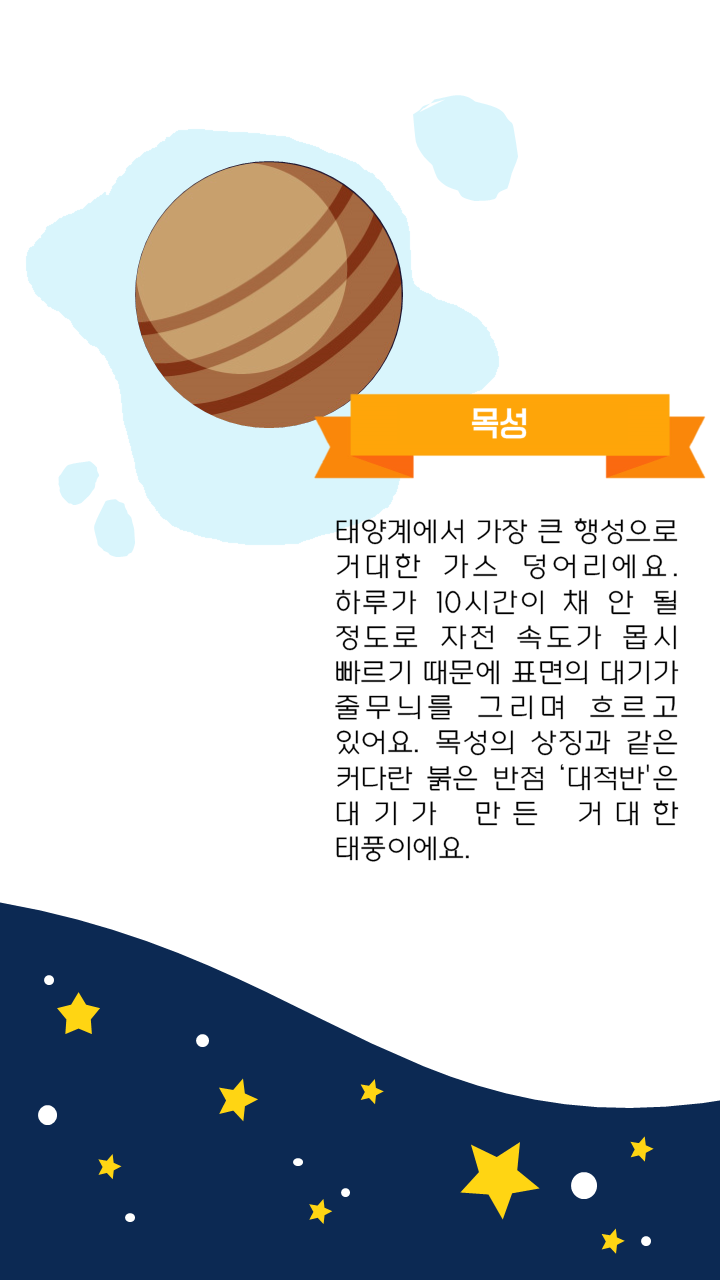 목성
태양계에서 가장 큰 행성으로
거대한 가스 덩어리에요.
하루가 10시간이 채 안 될
정도로 자전 속도가 몹시
빠르기 때문에 표면의 대기가
줄무늬를 그리며 흐르고
있어요. 목성의 상징과 같은
커다란 붉은 반점 ‘대적반'은
대기가 만든 거대한
태풍이에요.